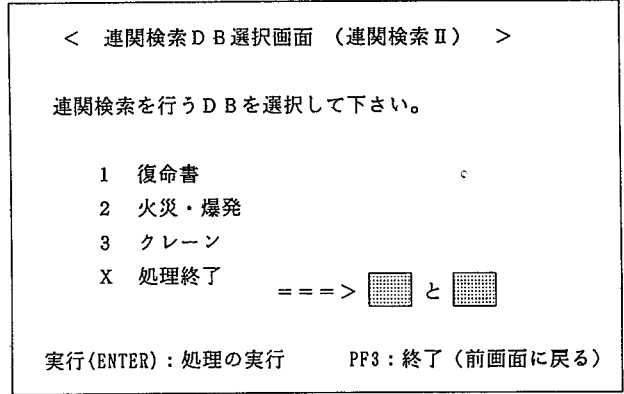 < 連関検索DB選択画面 (連関検索Ⅱ) >
連関検索を行うDBを選択して下さい。
1 復命書
2 火災・爆発
3 クレーン
X 処理終了
===> と
実行(ENTER):処理の実行 PF3:終了(前画面に戻る)